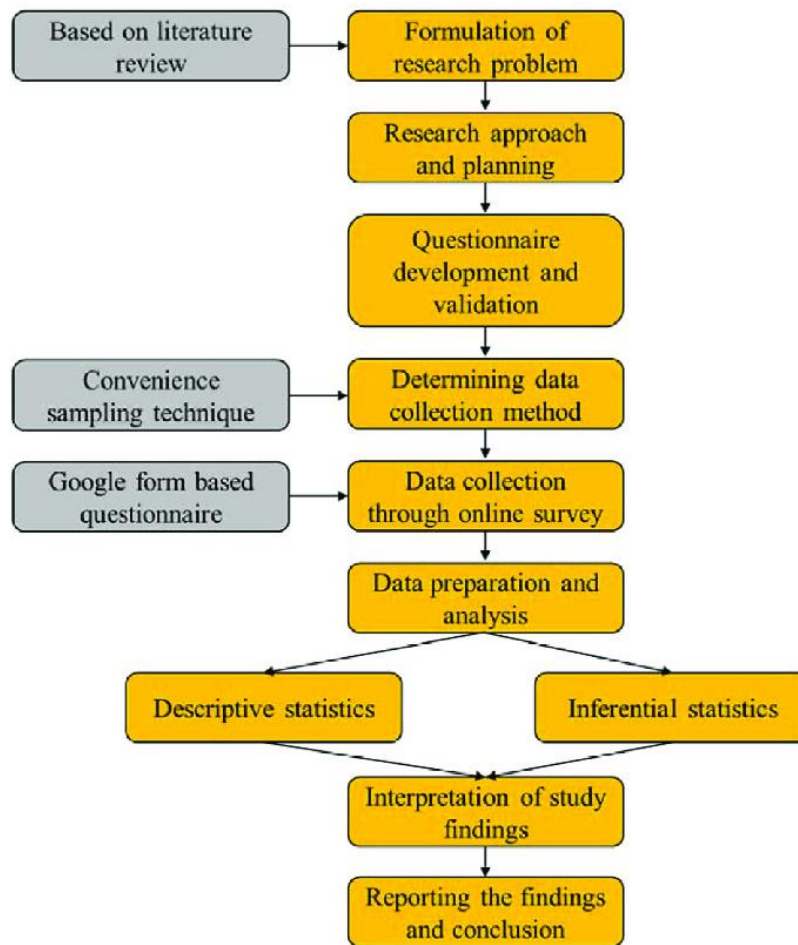 Based on literature
review
Formulation of
research problem
Research approach
and planning
Questionnaire
development and
validation
Convenience
sampling technique
Determining data
collection method
Google form based
questionnaire
Data collection
through online survey
Data preparation and
analysis
Descriptive statistics
Inferential statistics
Interpretation of study
findings
Reporting the findings
and conclusion